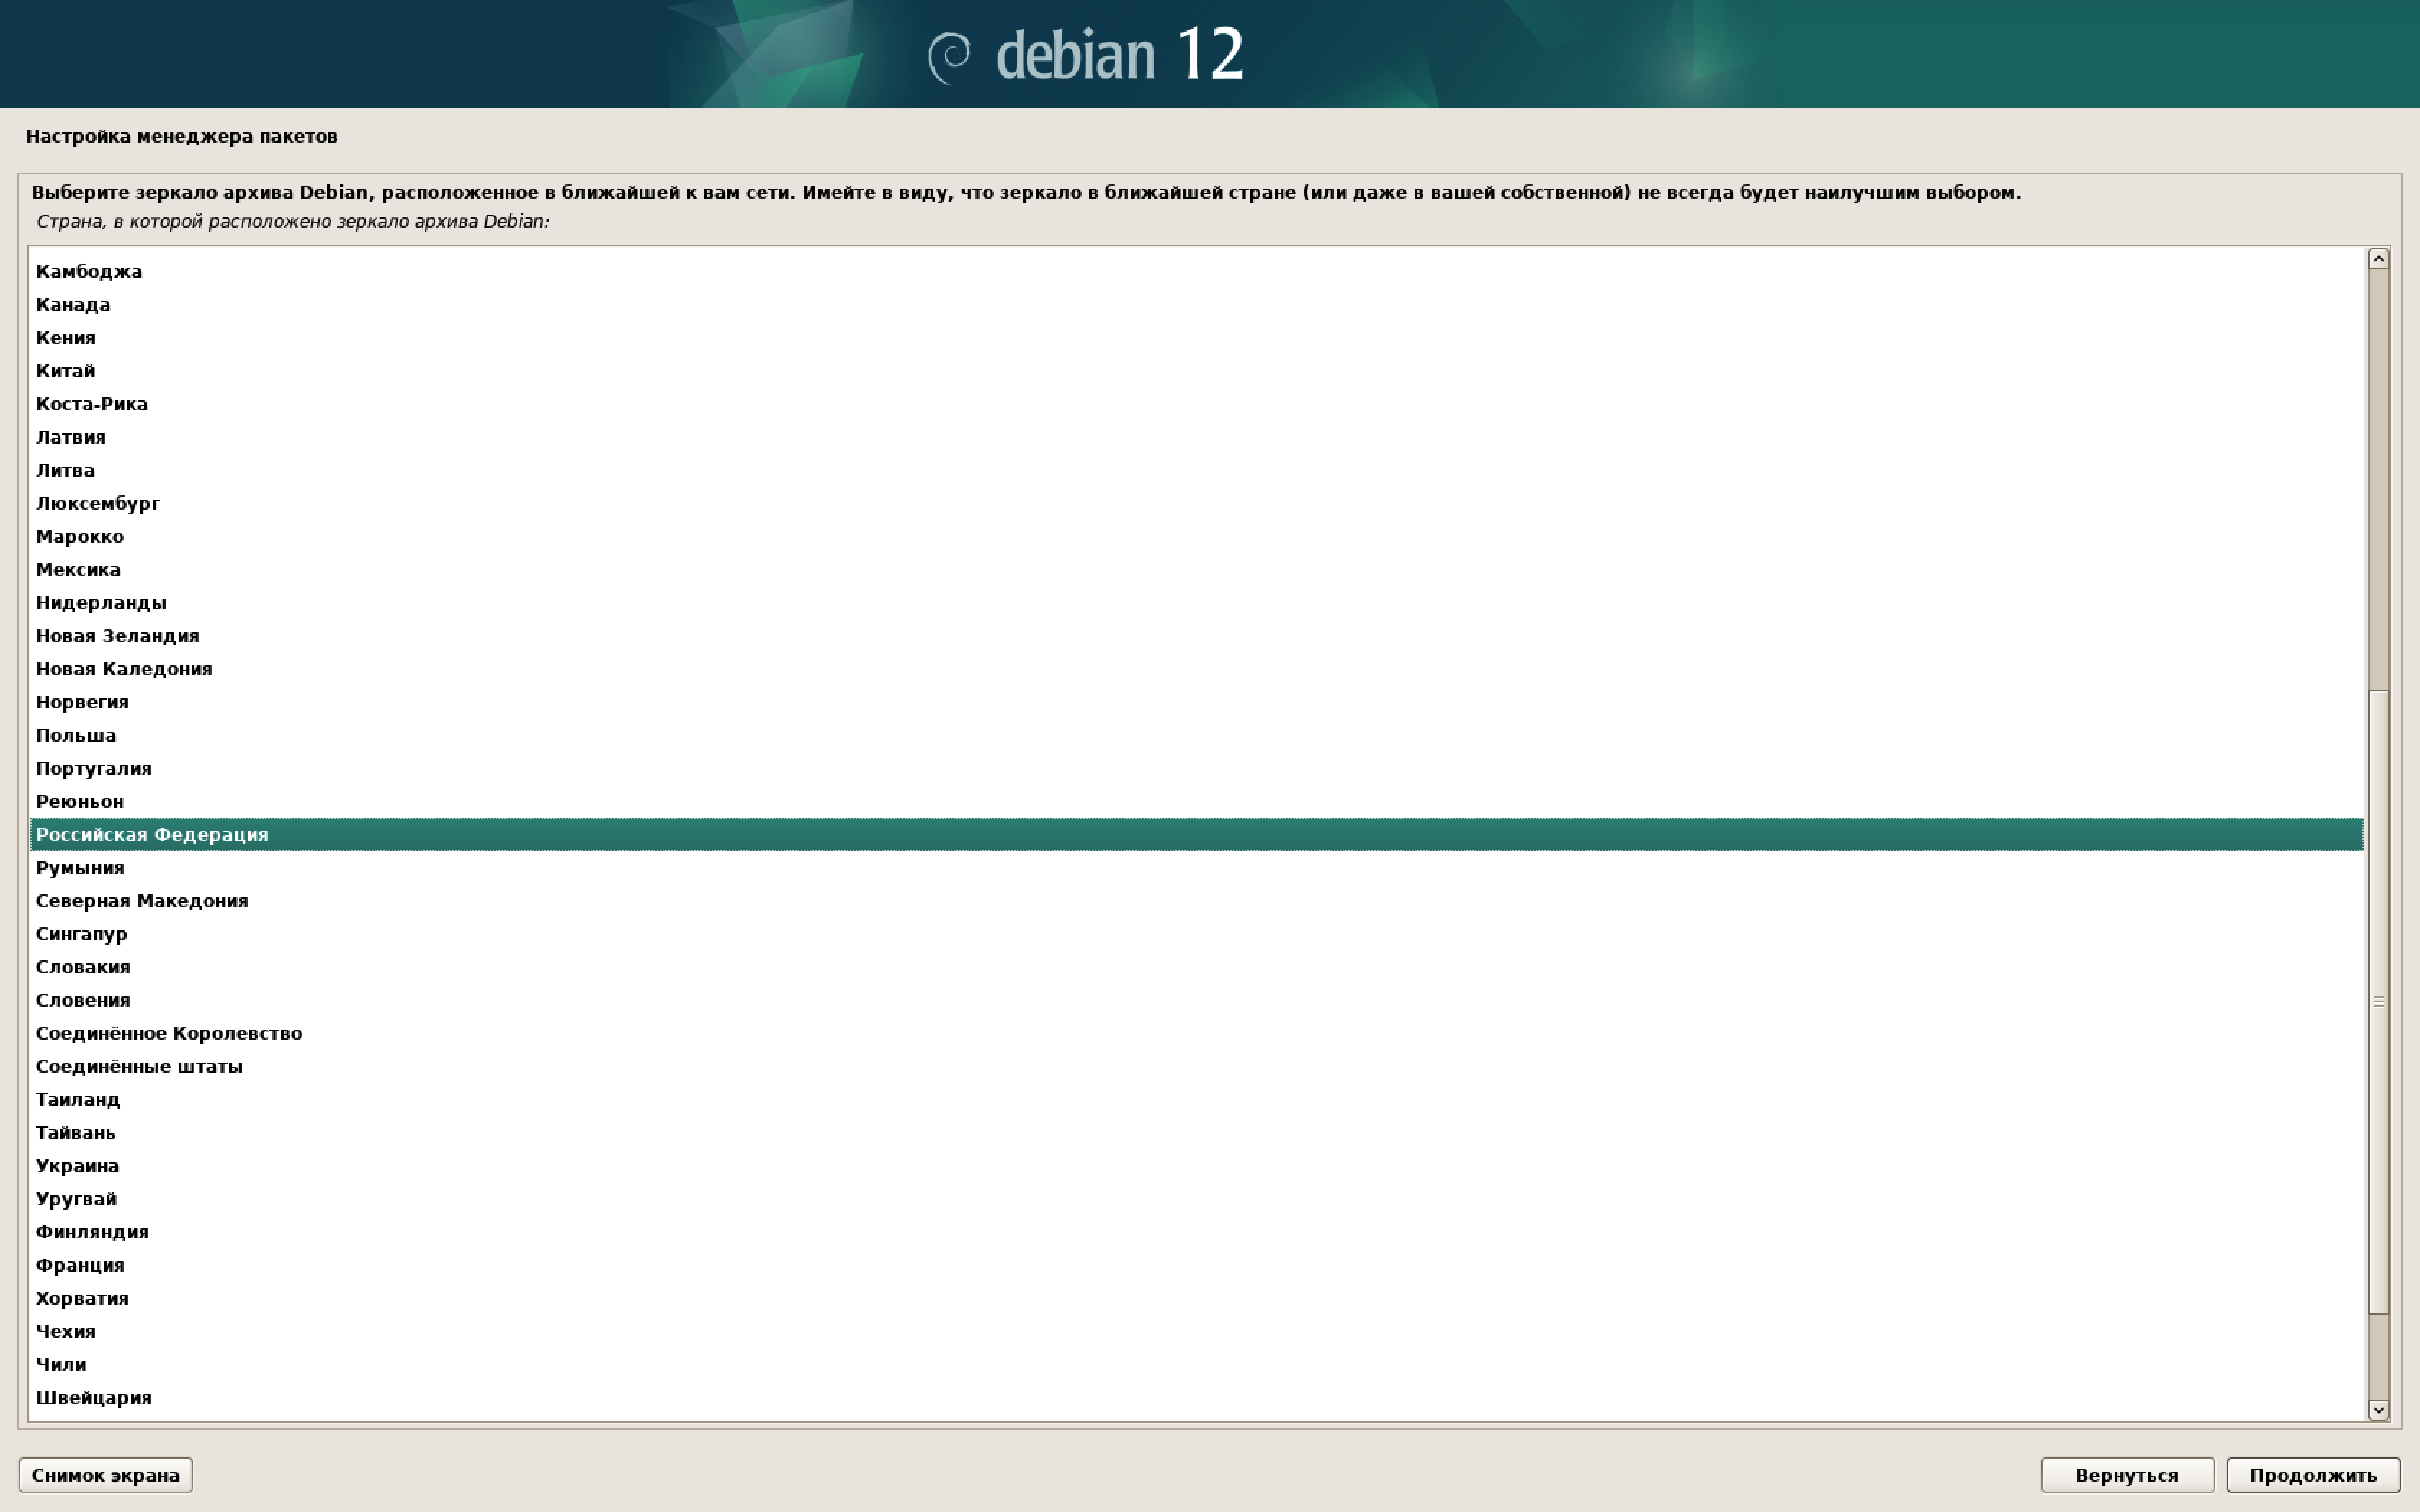 debian 12
Настройка менеджера пакетов
Выберите зеркало архива Debian, расположенное в ближайшей к вам сети. Имейте в виду, что зеркало в ближайшей стране (или даже в вашей собственной) не всегда будет наилучшим выбором.
Страна, в которой расположено зеркало архива Debian:
Камбоджа
Канада
Кения
Китай
Коста-Рика
Латвия
Литва
Люксембург
Марокко
Мексика
Нидерланды
Новая Зеландия
Новая Каледония
Норвегия
Польша
Португалия
Реюньон
Российская Федерация
Румыния
Северная Македония
Сингапур
Словакия
Словения
Соединённое Королевство
Соединённые штаты
Таиланд
Тайвань
Украина
Уругвай
Финляндия
Франция
Хорватия
Чехия
Чили
Швейцария
Снимок экрана
Вернуться
Продолжить